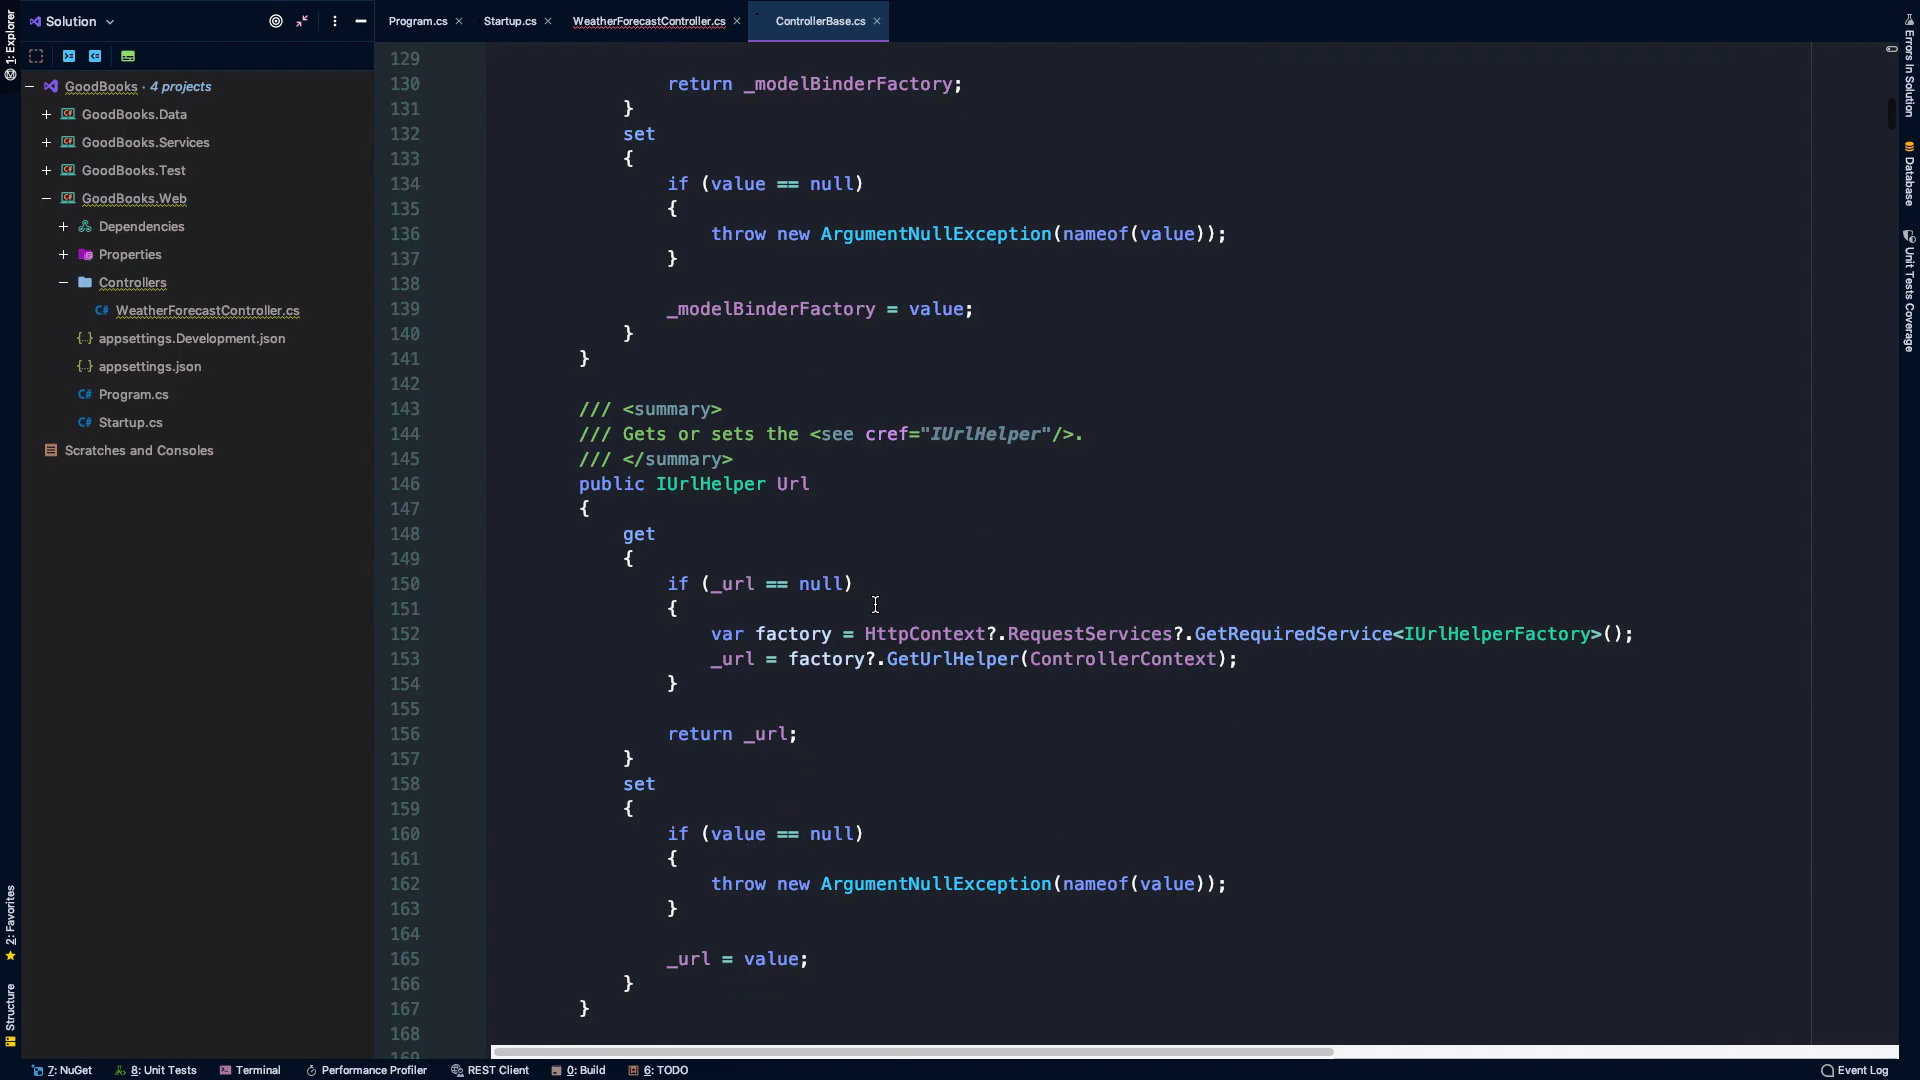 1: Explorer
Solution
Program.cs
Startup.cs
WeatherForecastController.cs
ControllerBase.cs
GoodBooks · 4 projects
GoodBooks.Data
GoodBooks.Services
GoodBooks.Test
GoodBooks.Web
Dependencies
Properties
Controllers
C# WeatherForecastController.cs
{..} appsettings.Development.json
{..} appsettings.json
C# Program.cs
C# Startup.cs
Scratches and Consoles
2: Favorites
Structure
129
130 return _modelBinderFactory;
131 }
132 set
133 {
134 if (value == null)
135 {
136 throw new ArgumentNullException(nameof(value));
137 }
138
139 _modelBinderFactory = value;
140 }
141 }
142
143 /// <summary>
144 /// Gets or sets the <see cref="IUrlHelper"/>.
145 /// </summary>
146 public IUrlHelper Url
147 {
148 get
149 {
150 if (_url == null)
151 {
152 var factory = HttpContext?.RequestServices?.GetRequiredService<IUrlHelperFactory>();
153 _url = factory?.GetUrlHelper(ControllerContext);
154 }
155
156 return _url;
157 }
158 set
159 {
160 if (value == null)
161 {
162 throw new ArgumentNullException(nameof(value));
163 }
164
165 _url = value;
166 }
167 }
168
169
Errors In Solution
Database
Unit Tests Coverage
7: NuGet
8: Unit Tests
Terminal
Performance Profiler
REST Client
0: Build
6: TODO
Event Log